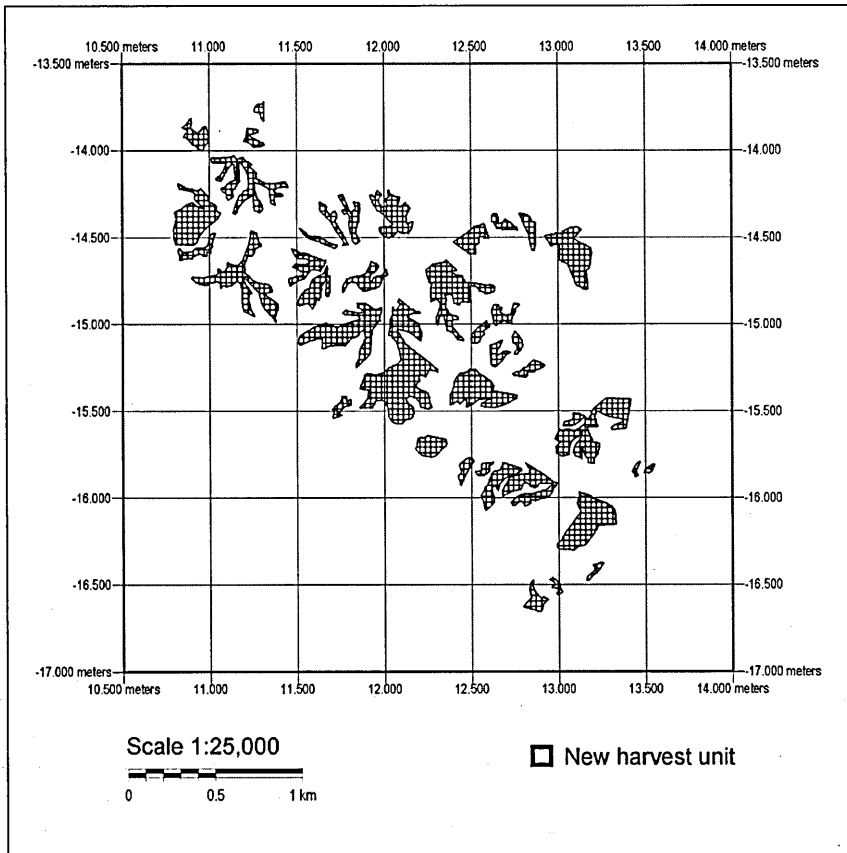 10.500 meters 11.000 11.500 12.000 12.500 13.000 13.500 14.000 meters
-13.500 meters -13.500 meters
-14.000 -14.000
-14.500 -14.500
-15.000 -15.000
-15.500 -15.500
-16.000 -16.000
-16.500 -16.500
-17.000 meters -17.000 meters
10.500 meters 11.000 11.500 12.000 12.500 13.000 13.500 14.000 meters
Scale 1:25,000
New harvest unit
0 0.5 1 km